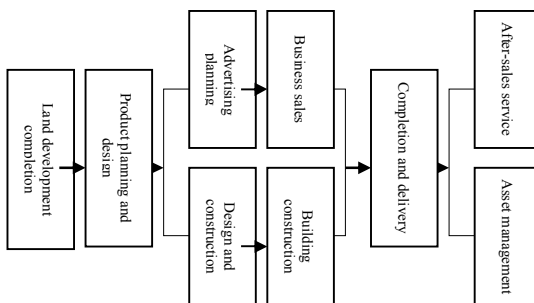 Land development
completion
Product planning and
design
Advertising
planning
Business sales
Design and
construction
Building
construction
Completion and delivery
After-sales service
Asset management